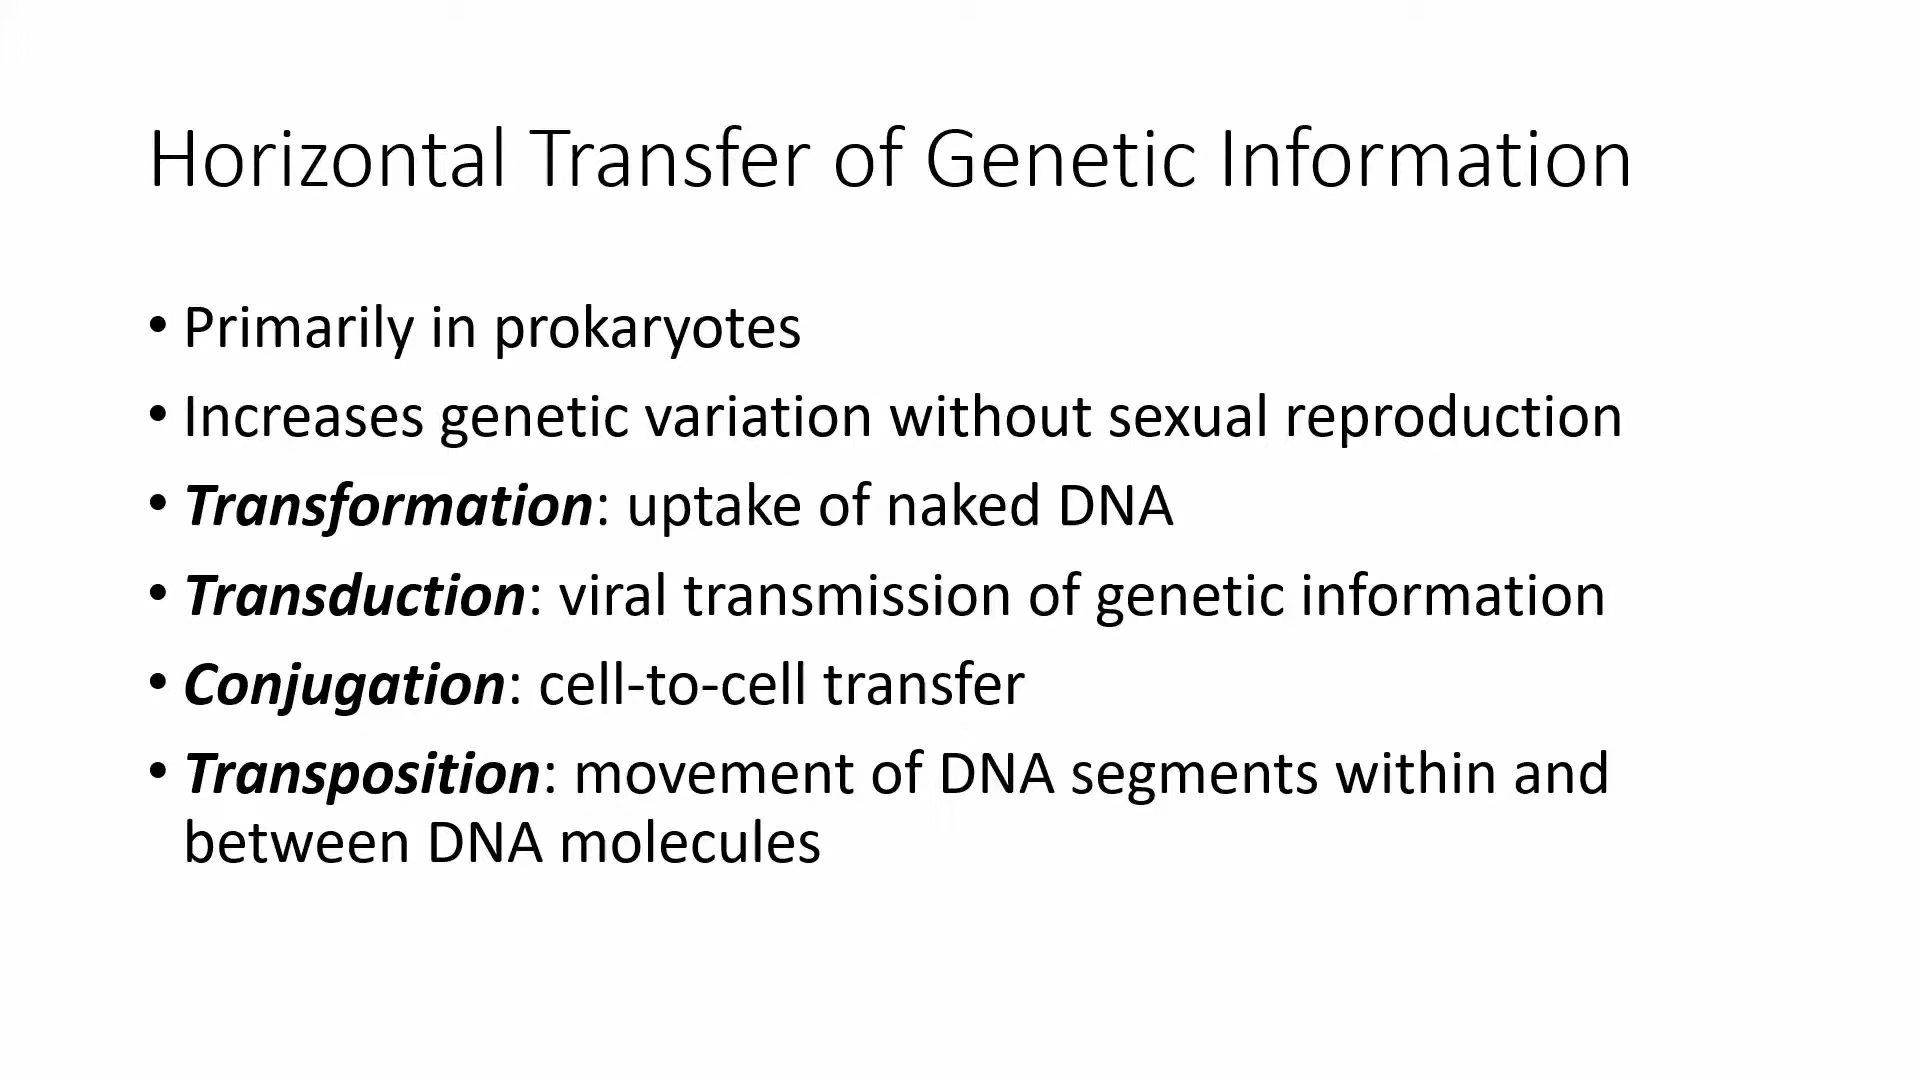 Horizontal Transfer of Genetic Information
• Primarily in prokaryotes
• Increases genetic variation without sexual reproduction
• Transformation: uptake of naked DNA
• Transduction: viral transmission of genetic information
• Conjugation: cell-to-cell transfer
• Transposition: movement of DNA segments within and
between DNA molecules